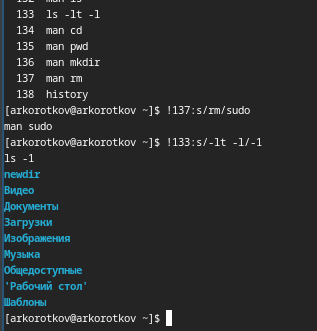 132 man ls
133 ls -lt -l
134 man cd
135 man pwd
136 man mkdir
137 man rm
138 history
[arkorotkov@arkorotkov ~]$ !137:s/rm/sudo
man sudo
[arkorotkov@arkorotkov ~]$ !133:s/-lt -l/-1
ls -1
newdir
Видео
Документы
Загрузки
Изображения
Музыка
Общедоступные
'Рабочий стол'
Шаблоны
[arkorotkov@arkorotkov ~]$